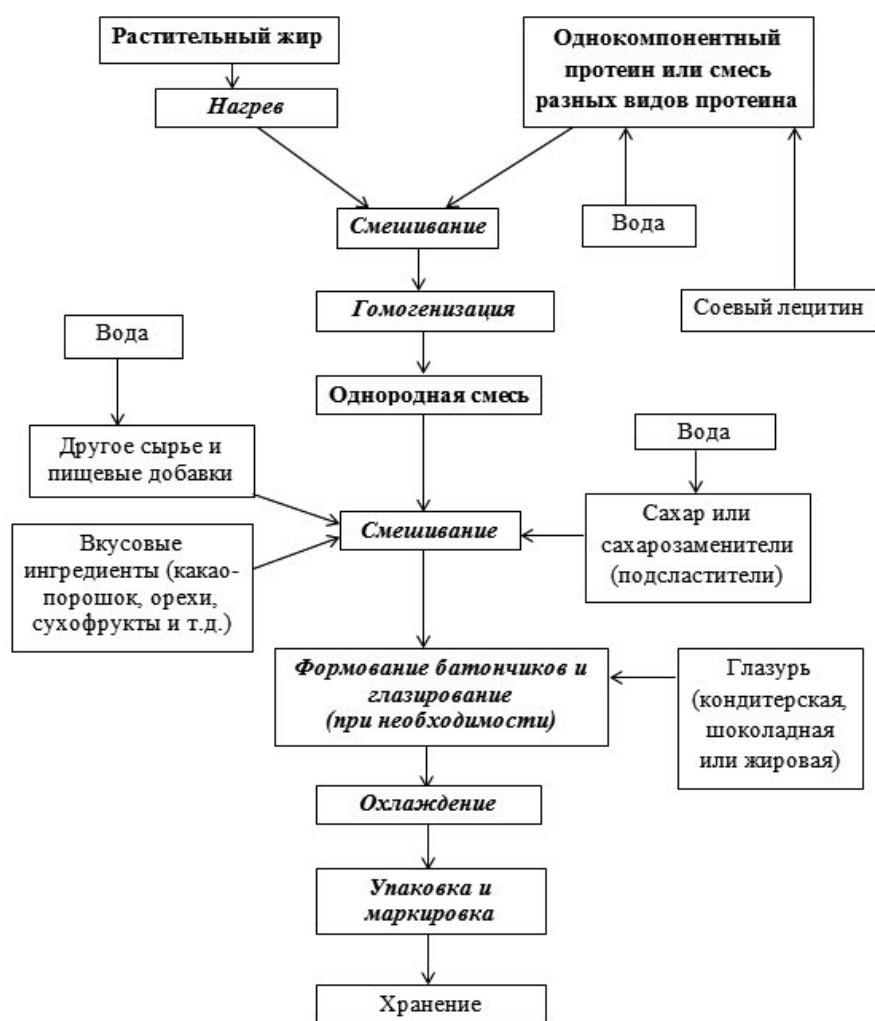 Растительный жир
Однокомпонентный
протеин или смесь
разных видов протеина
Нагрев
Смешивание
Вода
Гомогенизация
Соевый лецитин
Вода
Однородная смесь
Другое сырье и
пищевые добавки
Вода
Смешивание
Сахар или
сахарозаменители
(подсластители)
Вкусовые
ингредиенты (какао-
порошок, орехи,
сухофрукты и т.д.)
Формование батончиков и
глазирование
(при необходимости)
Глазурь
(кондитерская,
шоколадная
или жировая)
Охлаждение
Упаковка и
маркировка
Хранение